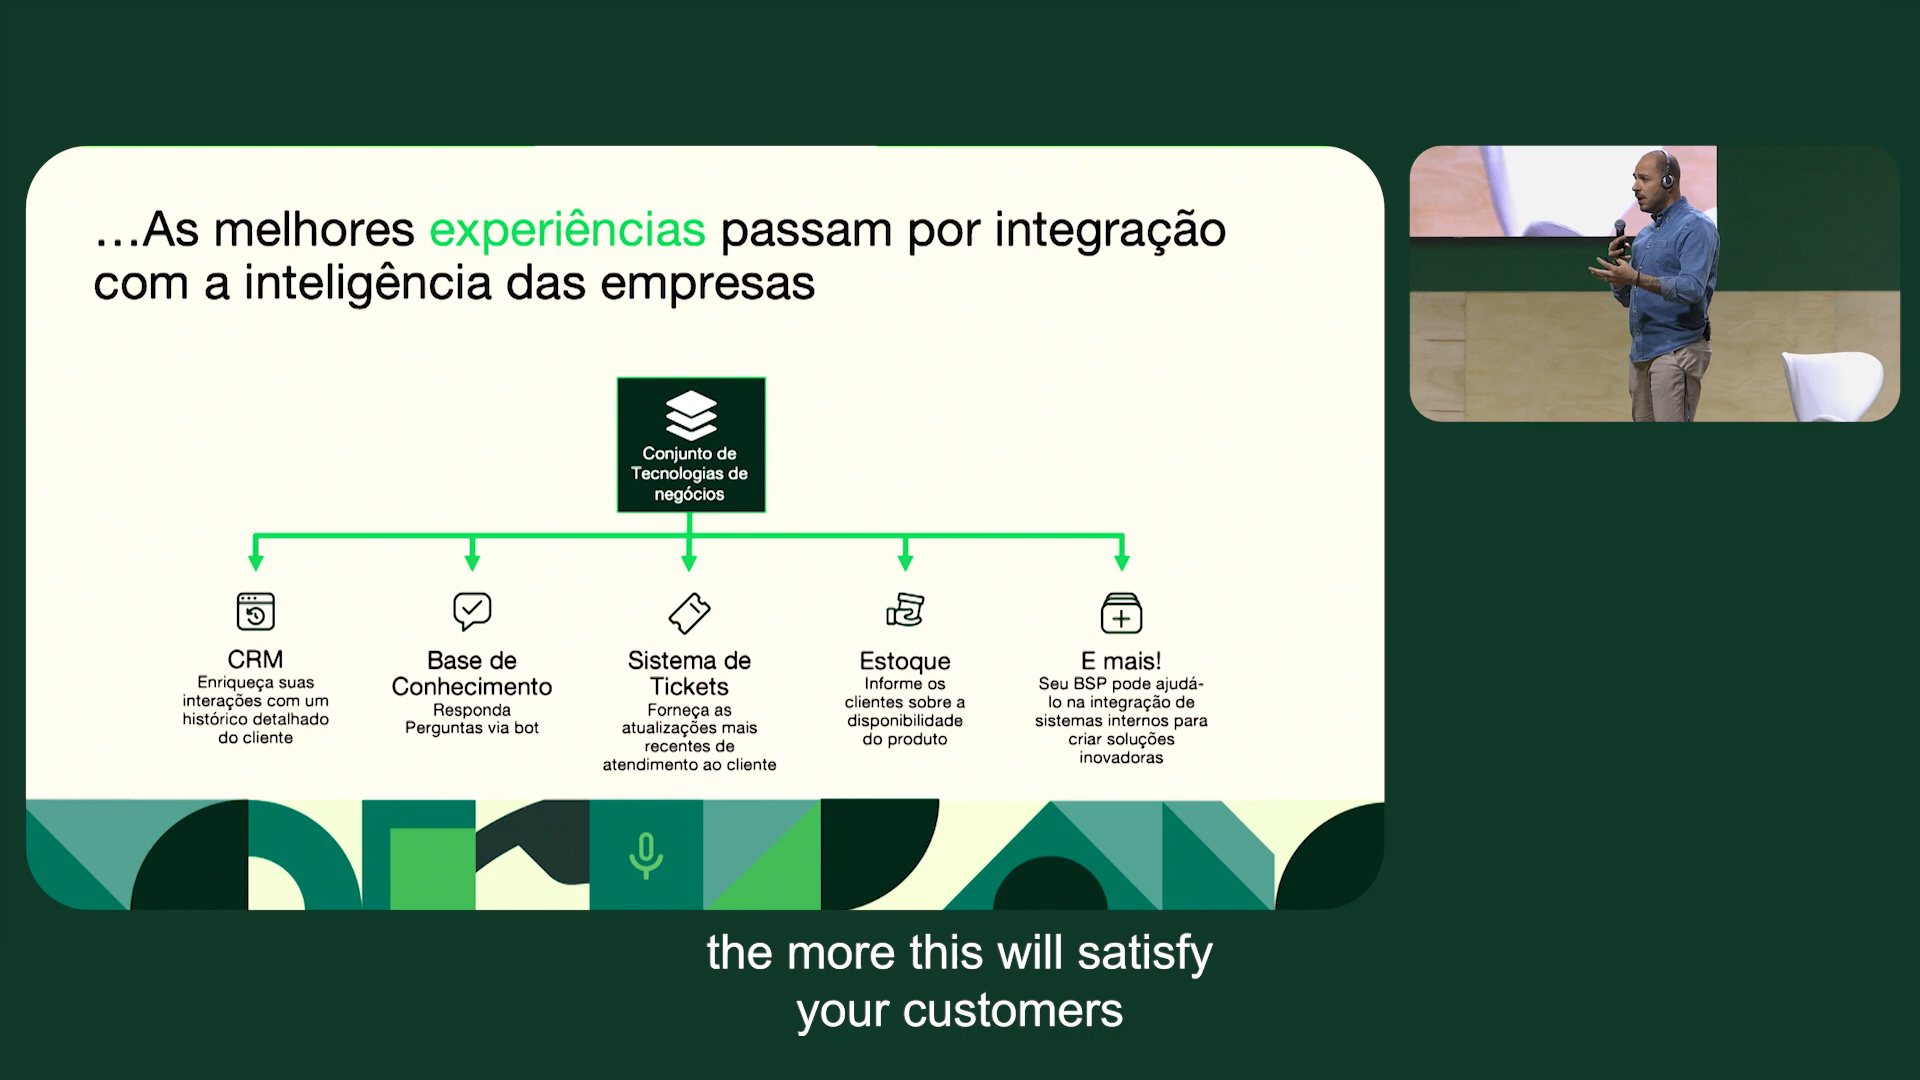 ...As melhores experiências passam por integração
com a inteligência das empresas
Conjunto de
Tecnologias de
negócios
CRM
Enriqueça suas
interações com um
histórico detalhado
do cliente
Base de
Conhecimento
Responda
Perguntas via bot
Sistema de
Tickets
Forneça as
atualizações mais
recentes de
atendimento ao cliente
Estoque
Informe os
clientes sobre a
disponibilidade
do produto
E mais!
Seu BSP pode ajudá-
lo na integração de
sistemas internos para
criar soluções
inovadoras
the more this will satisfy
your customers